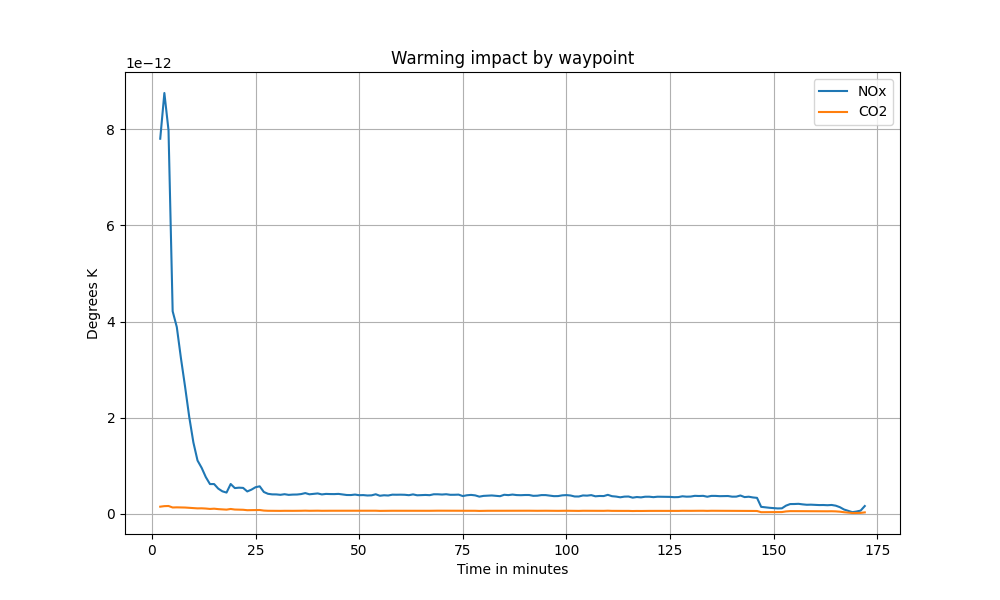 Warming impact by waypoint
1e−12
NOx
CO2
8
6
4
2
0
Degrees K
0 25 50 75 100 125 150 175
Time in minutes